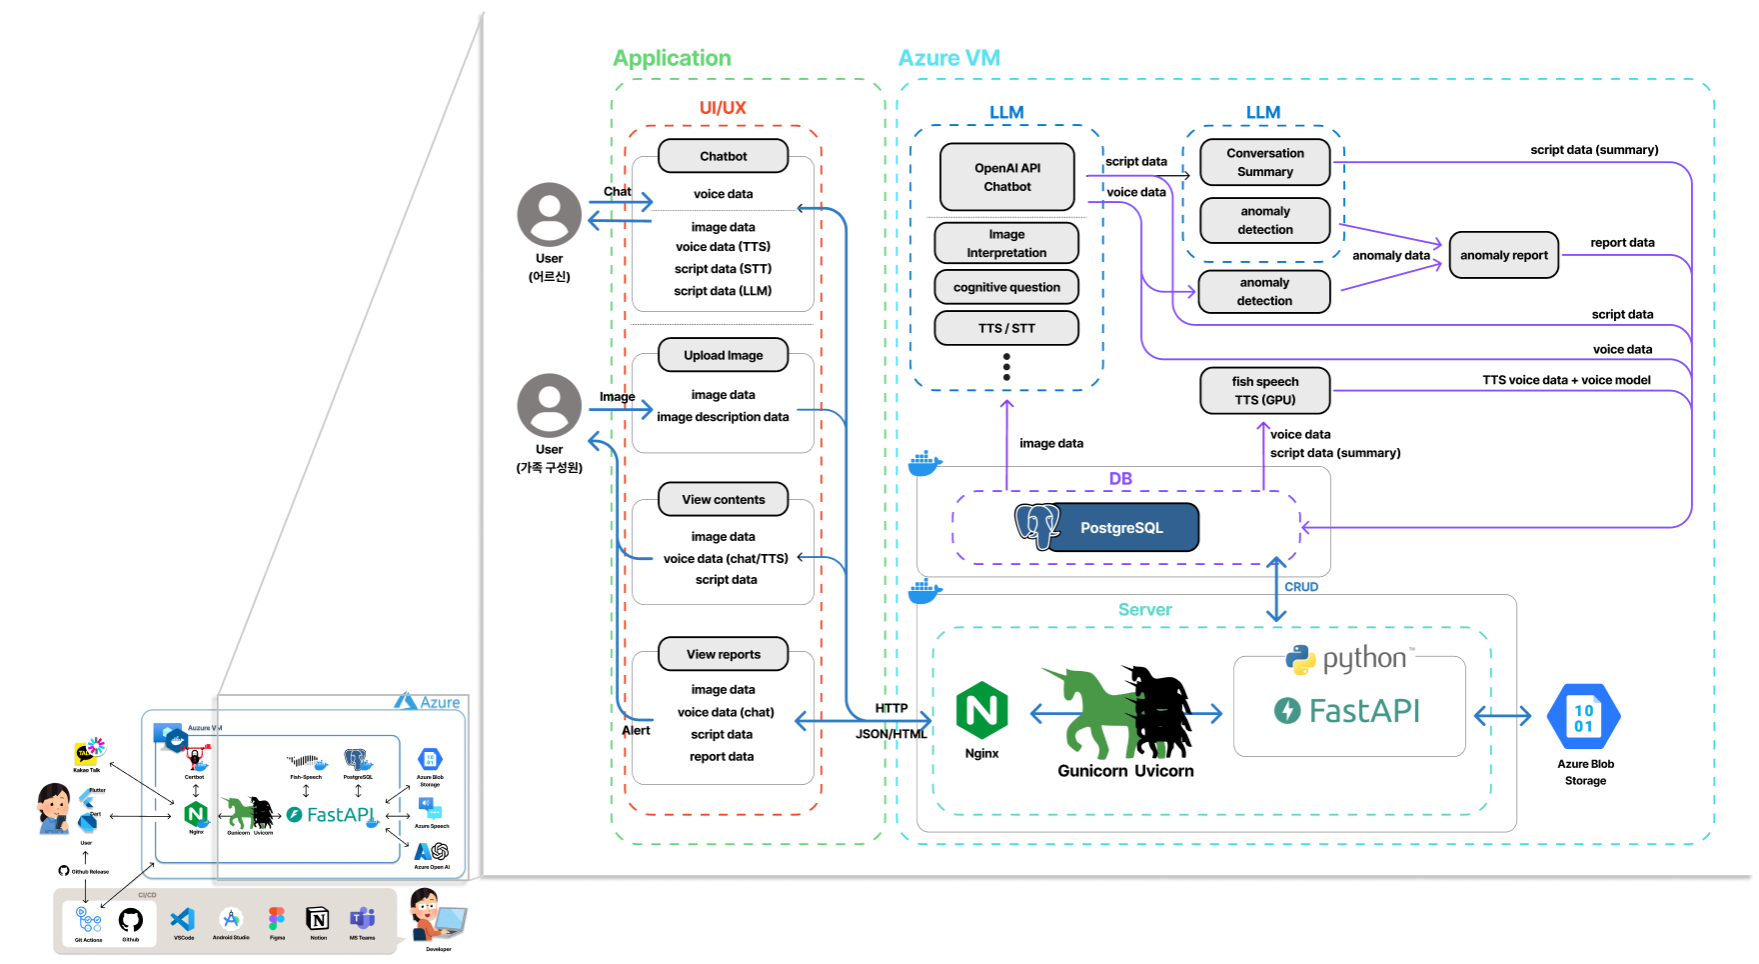 Application
UI/UX
Chatbot
voice data
image data
voice data (TTS)
script data (STT)
script data (LLM)
Chat
User
(어르신)
Upload Image
image data
image description data
Image
User
(가족 구성원)
View contents
image data
voice data (chat/TTS)
script data
View reports
image data
voice data (chat)
script data
report data
Alert
HTTP
JSON/HTML
Azure VM
LLM
OpenAI API
Chatbot
Image
Interpretation
cognitive question
TTS / STT
script data
voice data
LLM
Conversation
Summary
anomaly
detection
anomaly
detection
anomaly data
anomaly report
script data (summary)
report data
script data
voice data
TTS voice data + voice model
fish speech
TTS (GPU)
image data
voice data
script data (summary)
DB
PostgreSQL
CRUD
Server
Nginx
Gunicorn Uvicorn
python™
FastAPI
10
01
Azure Blob
Storage
Azure
Auzure VM
TALK
Kakao Talk
Certbot
Fish-Speech
PostgreSQL
10
01
Azure Blob
Storage
Flutter
Dart
User
Nginx
Gunicorn Uvicorn
FastAPI
Azure Speech
Azure Open AI
Github Release
CI/CD
Git Actions
Github
VSCode
Android Studio
Figma
Notion
MS Teams
Developer